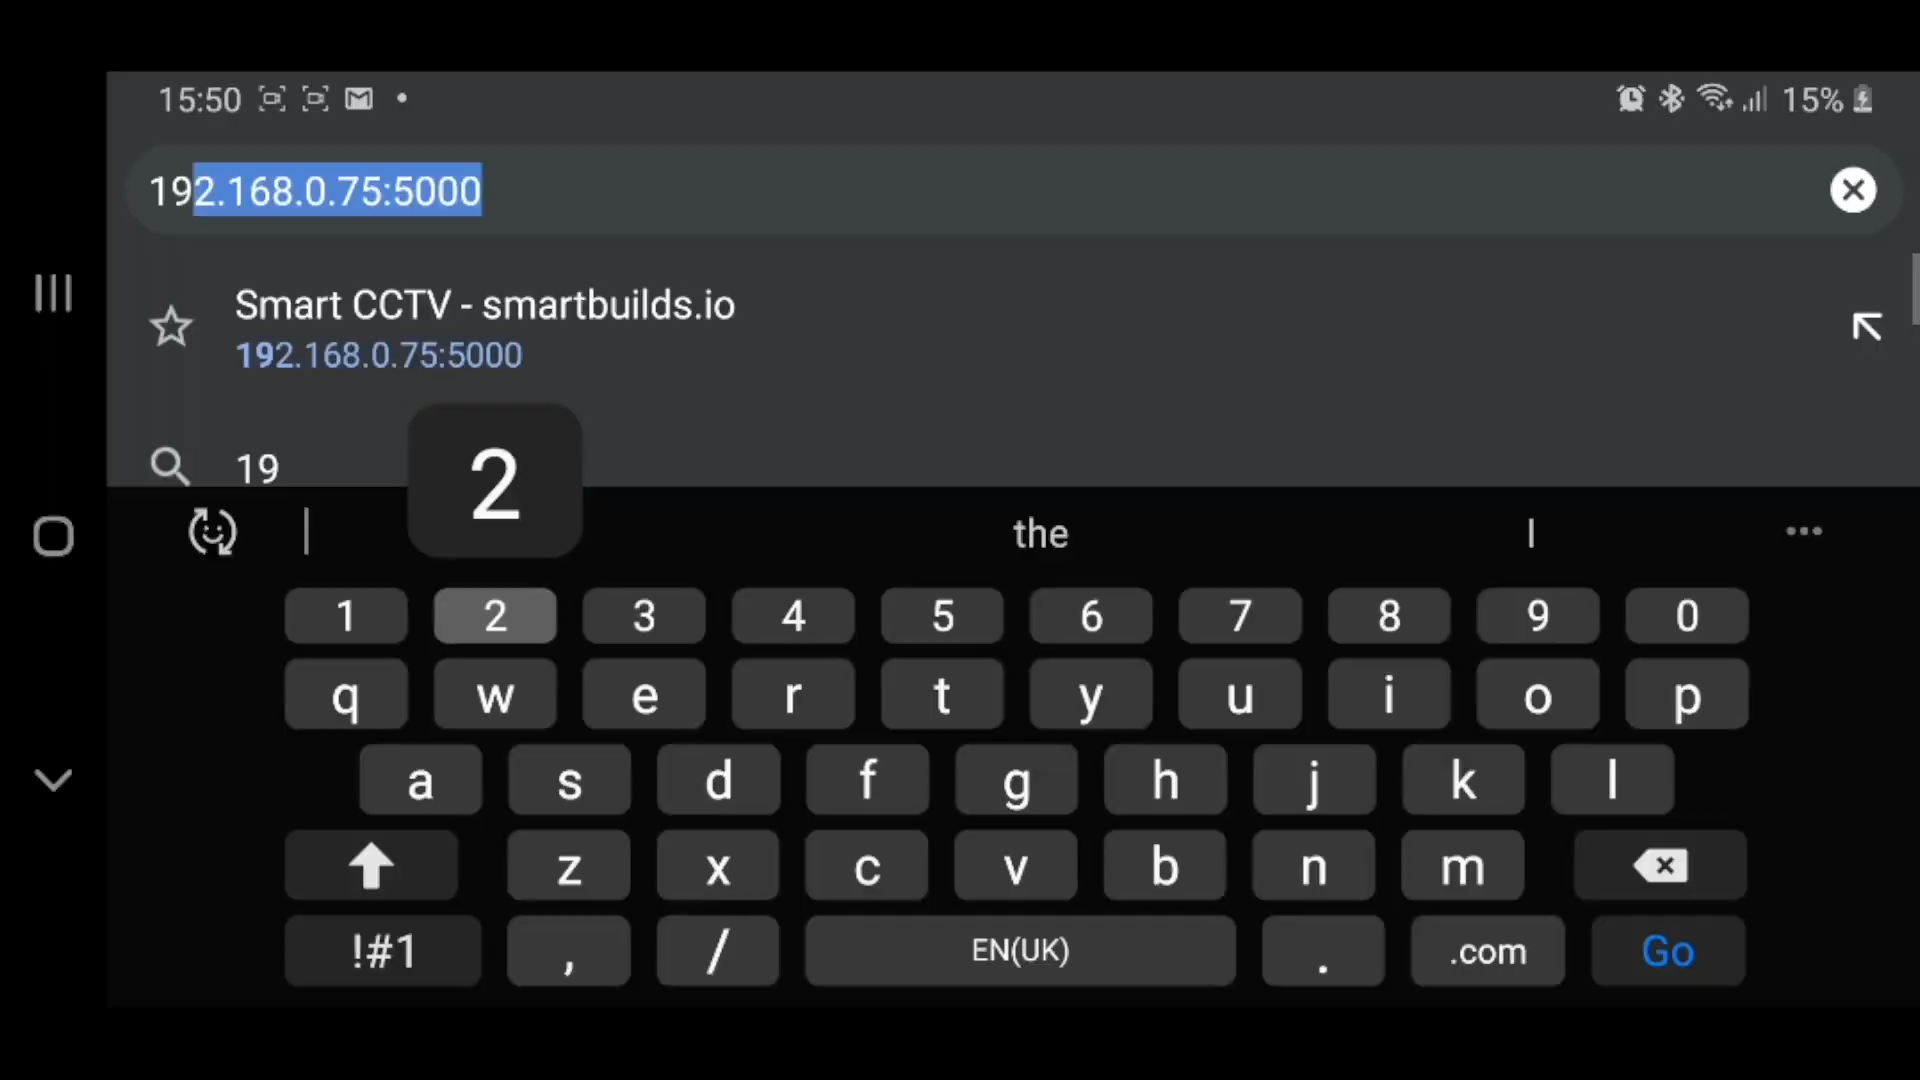 15:50 15%
192.168.0.75:5000
Smart CCTV - smartbuilds.io
192.168.0.75:5000
19
2
the I
1 2 3 4 5 6 7 8 9 0
q w e r t y u i o p
a s d f g h j k l
z x c v b n m
!#1 , / EN(UK) . .com Go